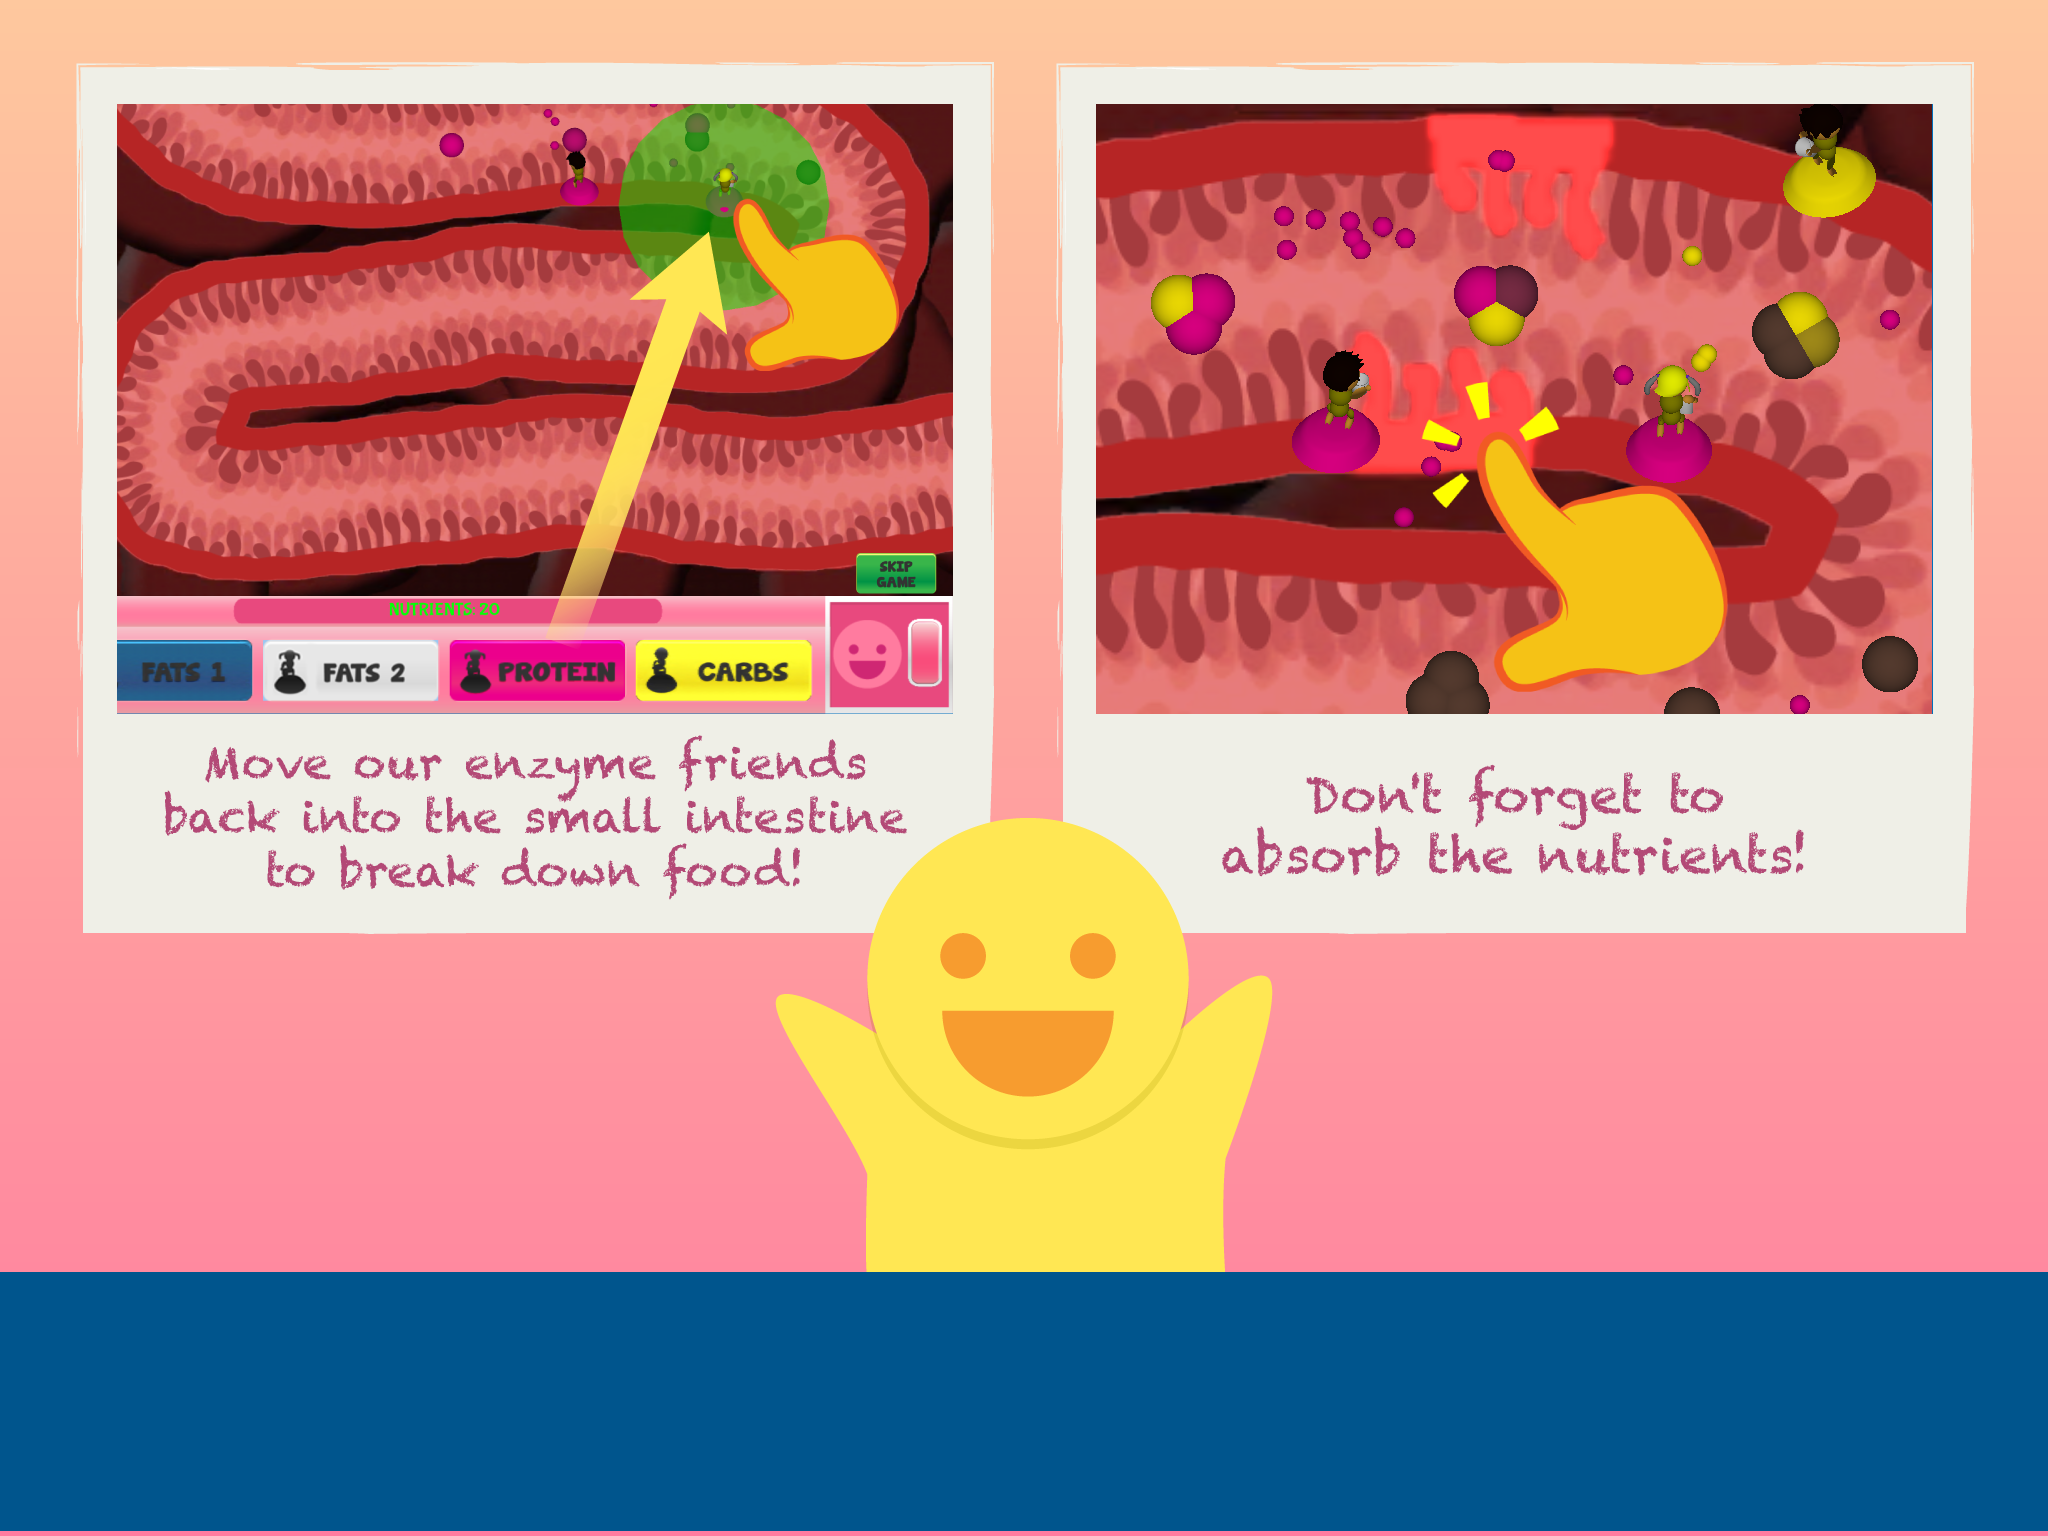 SKIP
GAME
NUTRIENTS: 20
FATS 1
FATS 2
PROTEIN
CARBS
Move our enzyme friends
back into the small intestine
to break down food!
Don't forget to
absorb the nutrients!